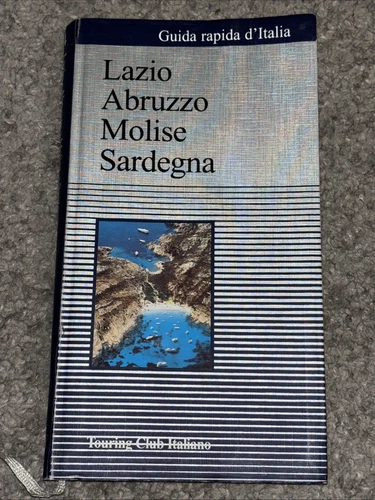 Guida rapida d'Italia
Lazio
Abruzzo
Molise
Sardegna
Touring Club Italiano